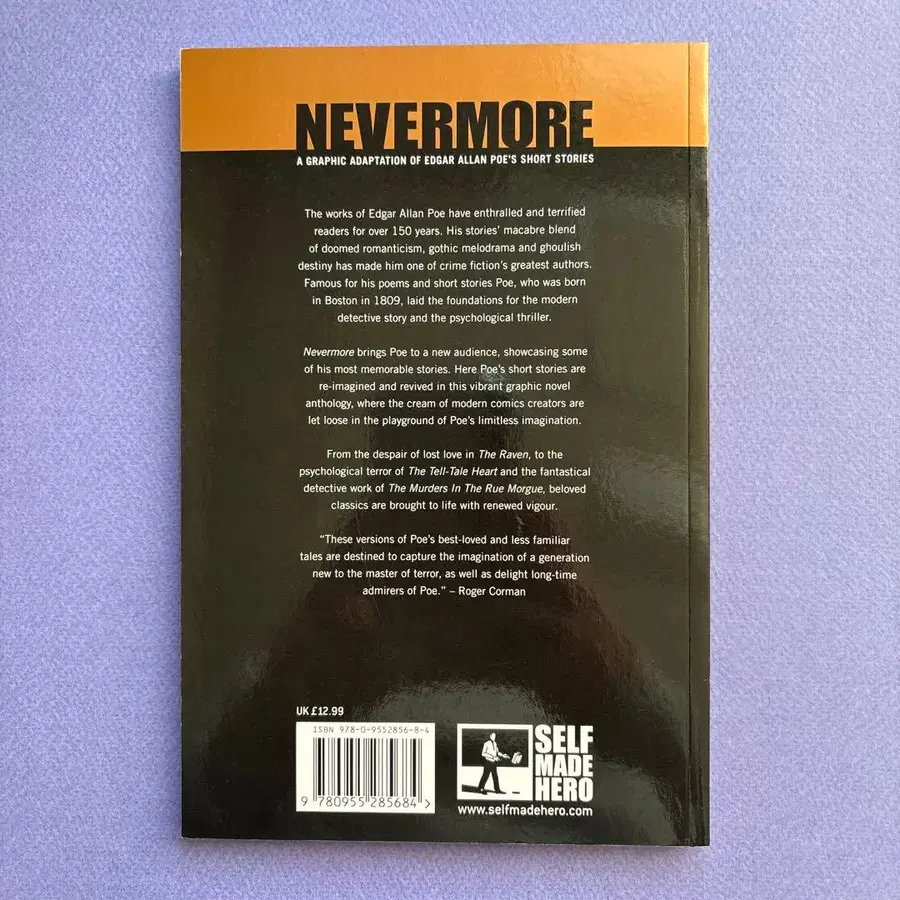 NEVERMORE
A GRAPHIC ADAPTATION OF EDGAR ALLAN POE'S SHORT STORIES
The works of Edgar Allan Poe have enthralled and terrified
readers for over 150 years. His stories' macabre blend
of doomed romanticism, gothic melodrama and ghoulish
destiny has made him one of crime fiction's greatest authors.
Famous for his poems and short stories Poe, who was born
in Boston in 1809, laid the foundations for the modern
detective story and the psychological thriller.
Nevermore brings Poe to a new audience, showcasing some
of his most memorable stories. Here Poe's short stories are
re-imagined and revived in this vibrant graphic novel
anthology, where the cream of modern comics creators are
let loose in the playground of Poe's limitless imagination.
From the despair of lost love in The Raven, to the
psychological terror of The Tell-Tale Heart and the fantastical
detective work of The Murders In The Rue Morgue, beloved
classics are brought to life with renewed vigour.
“These versions of Poe's best-loved and less familiar
tales are destined to capture the imagination of a generation
new to the master of terror, as well as delight long-time
admirers of Poe.” – Roger Corman
UK £12.99
ISBN 978-0-9552856-8-4
9 780955 285684 >
SELF
MADE
HERO
www.selfmadehero.com